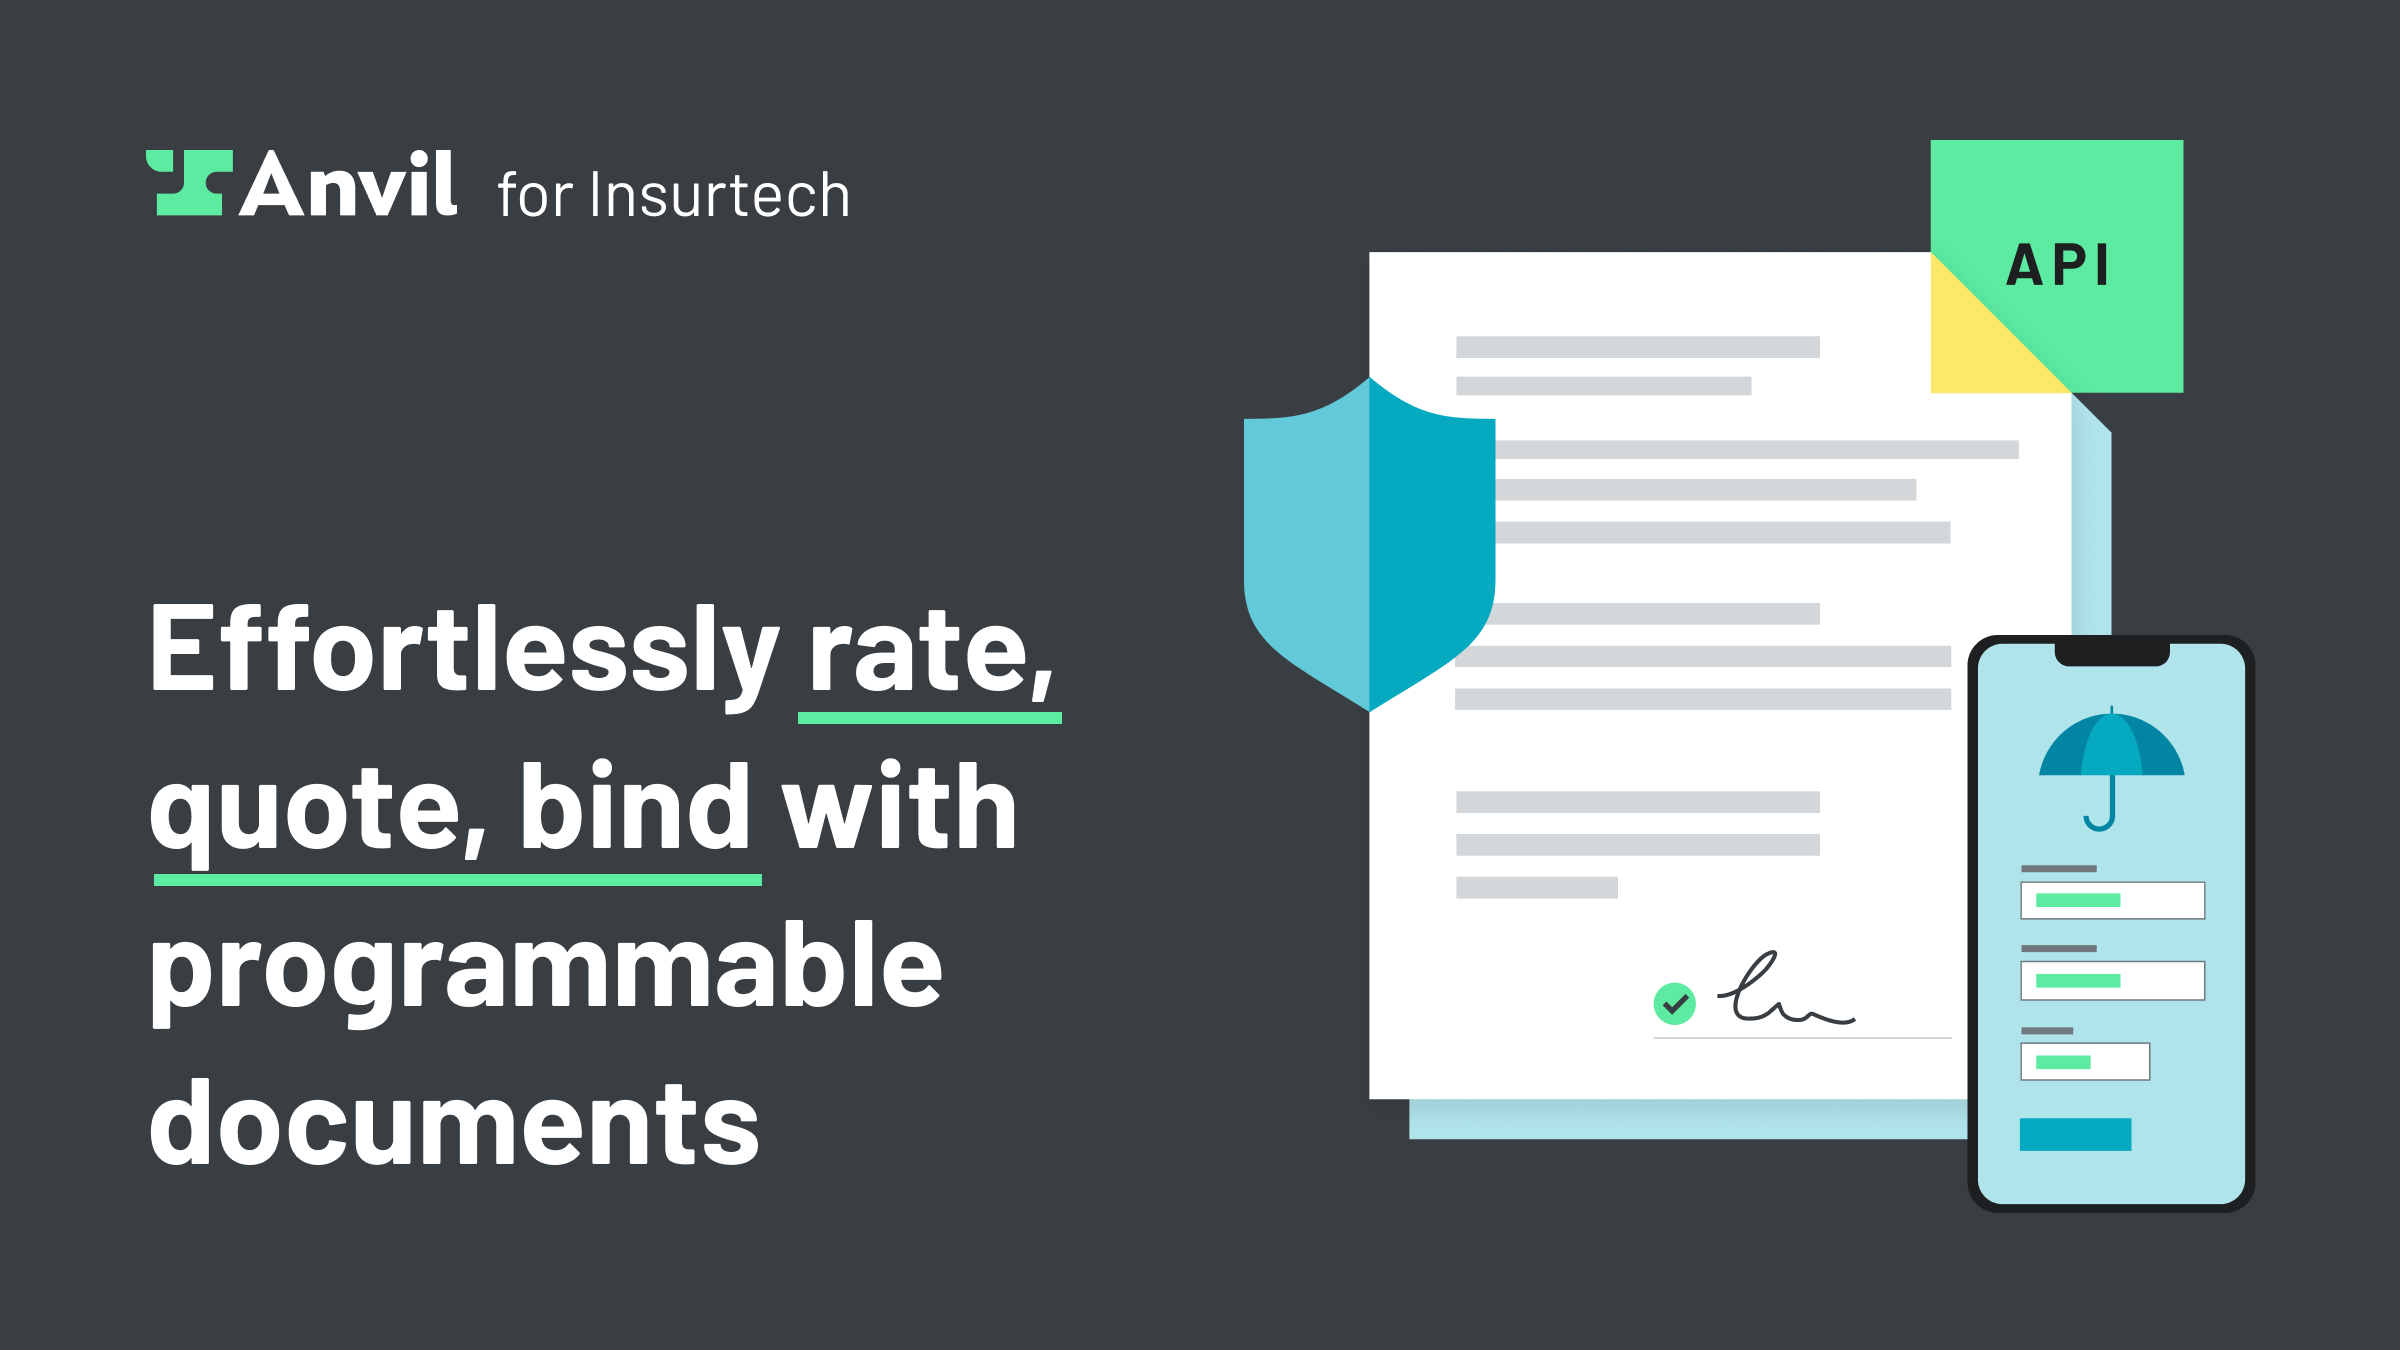 Anvil for Insurtech
API
Effortlessly rate,
quote, bind with
programmable
documents